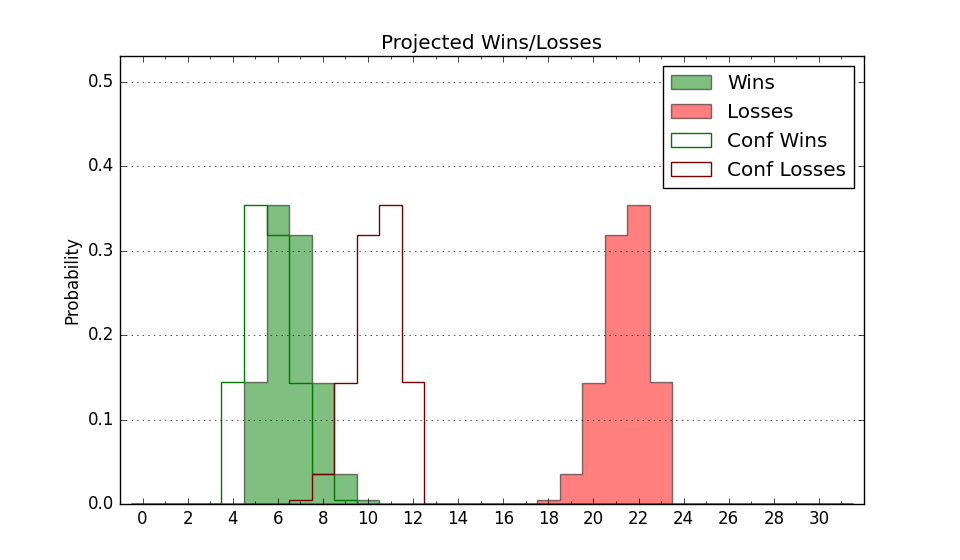 Projected Wins/Losses
0.5
0.4
0.3
0.2
0.1
0.0
Probability
Wins
Losses
Conf Wins
Conf Losses
0 2 4 6 8 10 12 14 16 18 20 22 24 26 28 30